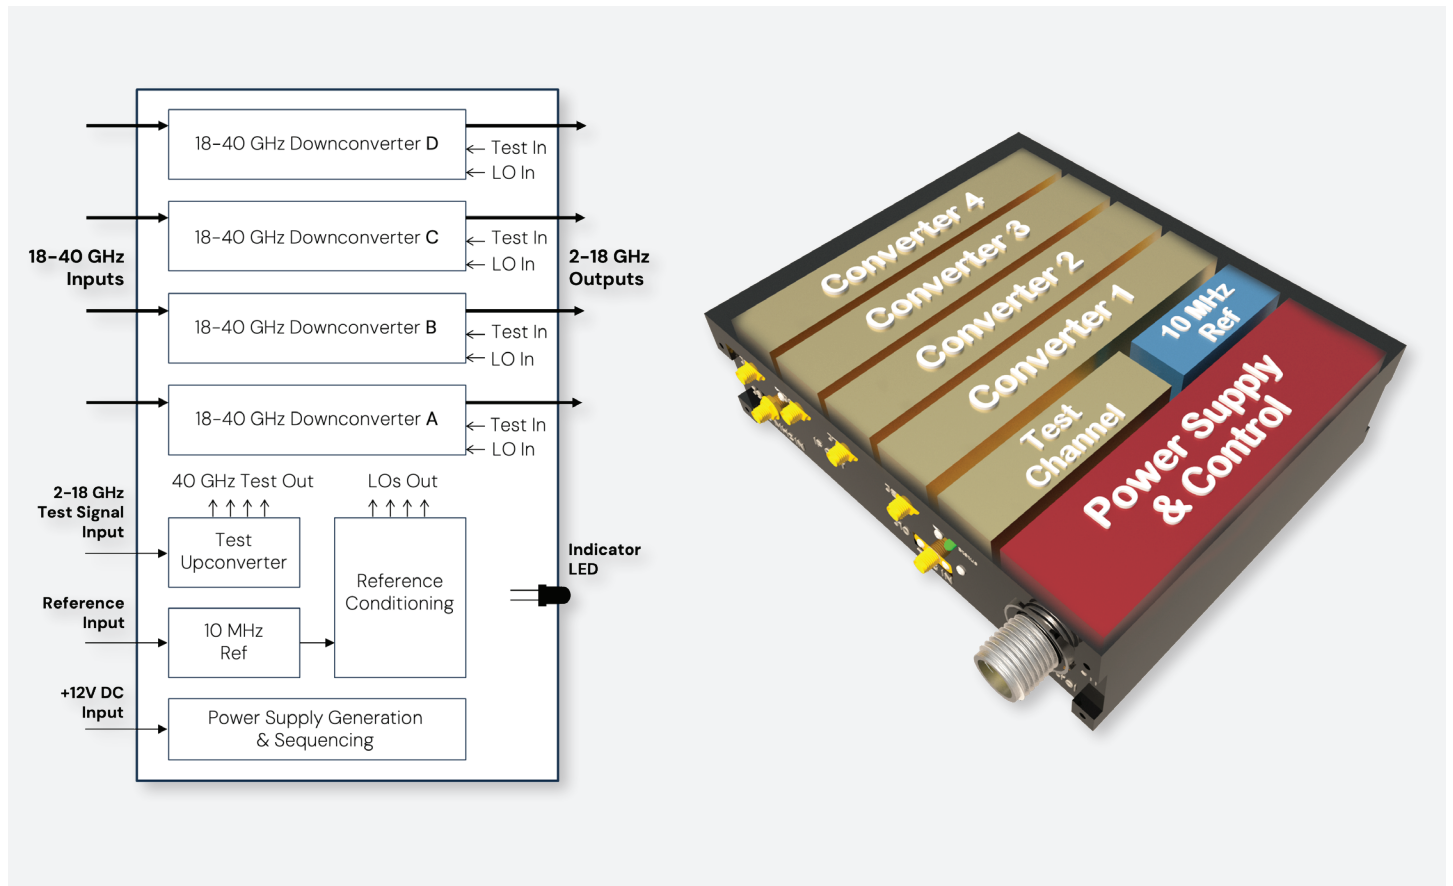 18-40 GHz Downconverter D
Test In
LO In
18-40 GHz Downconverter C
Test In
LO In
18-40 GHz
Inputs
2-18 GHz
Outputs
18-40 GHz Downconverter B
Test In
LO In
18-40 GHz Downconverter A
Test In
LO In
40 GHz Test Out
LOs Out
2-18 GHz
Test Signal
Input
Test
Upconverter
Reference
Conditioning
Indicator
LED
Reference
Input
10 MHz
Ref
+12V DC
Input
Power Supply Generation
& Sequencing
Converter 4
Converter 3
Converter 2
Converter 1
10 MHz
Ref
Test
Channel
Power Supply
& Control
STATUS